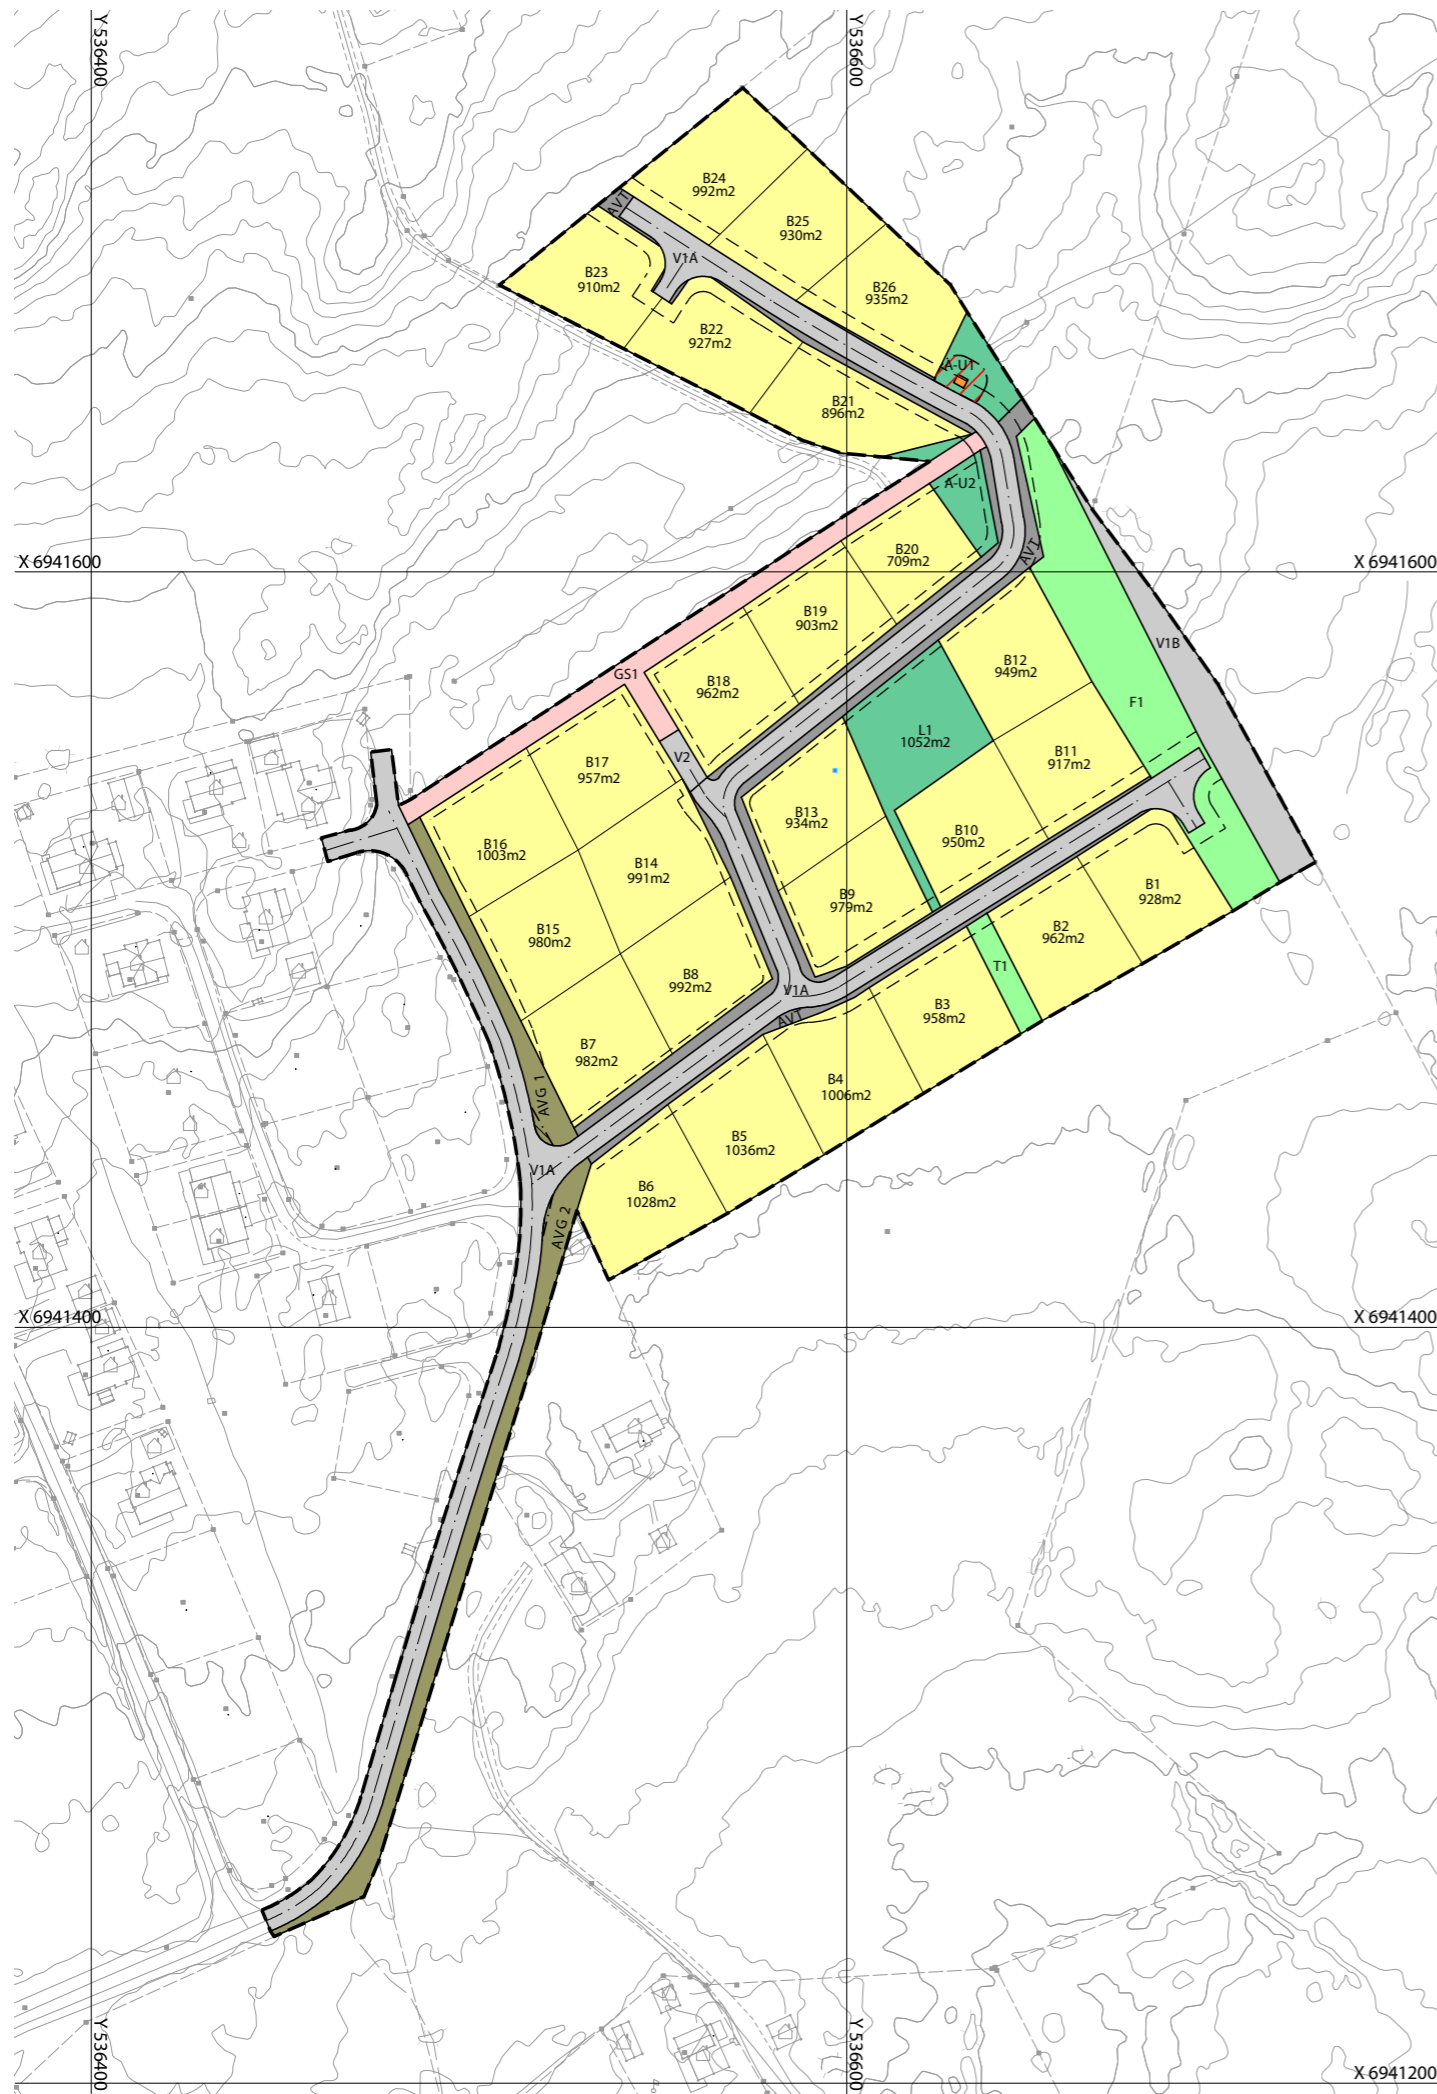 Y 536400
Y 536600
B24
992m2
AVT
B25
930m2
V1A
B23
910m2
B26
935m2
B22
927m2
A-U1
B21
896m2
A-U2
B20
709m2
AVT
X 6941600
X 6941600
B19
903m2
V1B
B12
949m2
GS1
B18
962m2
F1
L1
1052m2
V2
B17
957m2
B11
917m2
B13
934m2
B16
1003m2
B10
950m2
B14
991m2
B1
928m2
B9
979m2
B15
980m2
B2
962m2
T1
B8
992m2
V1A
B3
958m2
AVT
B7
982m2
B4
1006m2
AVG 1
B5
1036m2
V1A
B6
1028m2
AVG 2
X 6941400
X 6941400
Y 536400
Y 536600
X 6941200